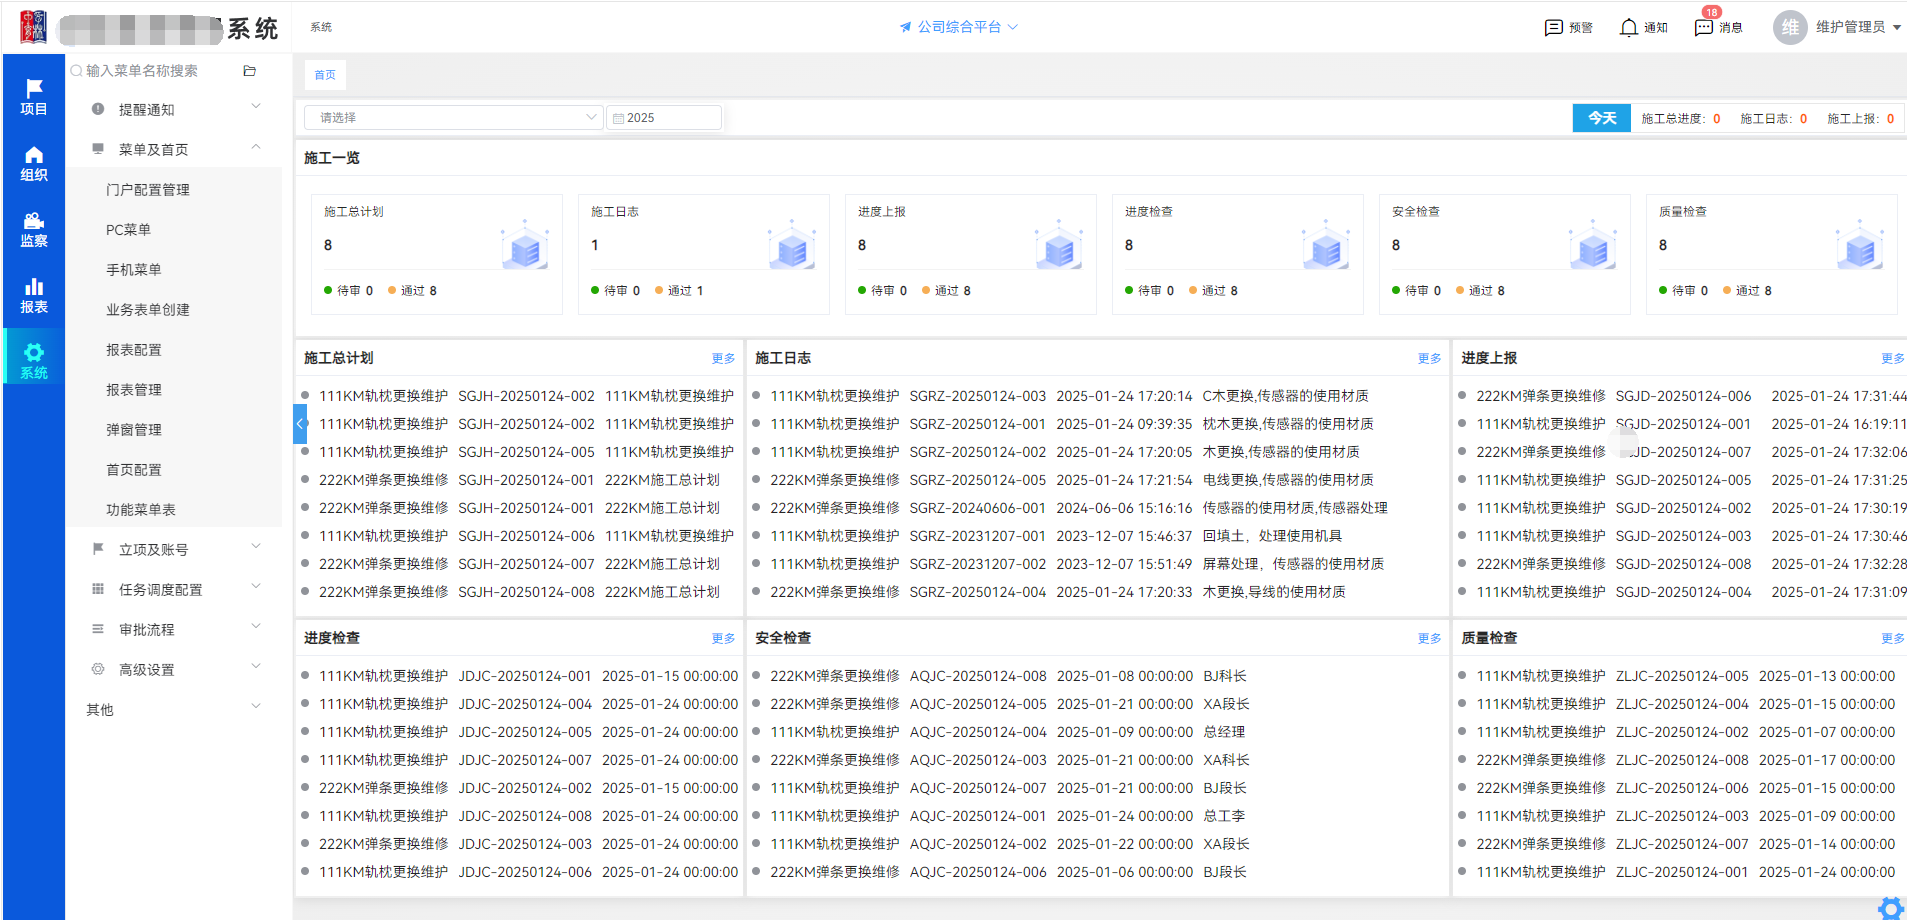 系统
系统
公司综合平台
预警
通知
18
消息
维
维护管理员
项目
组织
监察
报表
系统
输入菜单名称搜索
提醒通知
菜单及首页
门户配置管理
PC菜单
手机菜单
业务表单创建
报表配置
报表管理
弹窗管理
首页配置
功能菜单表
立项及账号
任务调度配置
审批流程
高级设置
其他
首页
请选择
2025
今天 施工总进度: 0 施工日志: 0 施工上报: 0
施工一览
施工总计划
8
待审 0 通过 8
施工日志
1
待审 0 通过 1
进度上报
8
待审 0 通过 8
进度检查
8
待审 0 通过 8
安全检查
8
待审 0 通过 8
质量检查
8
待审 0 通过 8
施工总计划 更多
111KM轨枕更换维护 SGJH-20250124-002 111KM轨枕更换维护
111KM轨枕更换维护 SGJH-20250124-002 111KM轨枕更换维护
111KM轨枕更换维护 SGJH-20250124-005 111KM轨枕更换维护
222KM弹条更换维修 SGJH-20250124-001 222KM施工总计划
222KM弹条更换维修 SGJH-20250124-001 222KM施工总计划
111KM轨枕更换维护 SGJH-20250124-006 111KM轨枕更换维护
222KM弹条更换维修 SGJH-20250124-007 222KM施工总计划
222KM弹条更换维修 SGJH-20250124-008 222KM施工总计划
施工日志 更多
111KM轨枕更换维护 SGRZ-20250124-003 2025-01-24 17:20:14 C木更换,传感器的使用材质
111KM轨枕更换维护 SGRZ-20250124-001 2025-01-24 09:39:35 枕木更换,传感器的使用材质
111KM轨枕更换维护 SGRZ-20250124-002 2025-01-24 17:20:05 木更换,传感器的使用材质
222KM弹条更换维修 SGRZ-20250124-005 2025-01-24 17:21:54 电线更换,传感器的使用材质
222KM弹条更换维修 SGRZ-20240606-001 2024-06-06 15:16:16 传感器的使用材质,传感器处理
111KM轨枕更换维护 SGRZ-20231207-001 2023-12-07 15:46:37 回填土，处理使用机具
111KM轨枕更换维护 SGRZ-20231207-002 2023-12-07 15:51:49 屏幕处理，传感器的使用材质
222KM弹条更换维修 SGRZ-20250124-004 2025-01-24 17:20:33 木更换,导线的使用材质
进度上报 更多
222KM弹条更换维修 SGJD-20250124-006 2025-01-24 17:31:44
111KM轨枕更换维护 SGJD-20250124-001 2025-01-24 16:19:11
222KM弹条更换维修 SGJD-20250124-007 2025-01-24 17:32:06
111KM轨枕更换维护 SGJD-20250124-005 2025-01-24 17:31:25
222KM弹条更换维修 SGJD-20250124-002 2025-01-24 17:30:19
111KM轨枕更换维护 SGJD-20250124-003 2025-01-24 17:30:46
222KM弹条更换维修 SGJD-20250124-008 2025-01-24 17:32:28
111KM轨枕更换维护 SGJD-20250124-004 2025-01-24 17:31:09
进度检查 更多
111KM轨枕更换维护 JDJC-20250124-001 2025-01-15 00:00:00
111KM轨枕更换维护 JDJC-20250124-004 2025-01-24 00:00:00
111KM轨枕更换维护 JDJC-20250124-005 2025-01-24 00:00:00
111KM轨枕更换维护 JDJC-20250124-007 2025-01-24 00:00:00
222KM弹条更换维修 JDJC-20250124-002 2025-01-15 00:00:00
111KM轨枕更换维护 JDJC-20250124-008 2025-01-24 00:00:00
222KM弹条更换维修 JDJC-20250124-003 2025-01-24 00:00:00
111KM轨枕更换维护 JDJC-20250124-006 2025-01-24 00:00:00
安全检查 更多
222KM弹条更换维修 AQJC-20250124-008 2025-01-08 00:00:00 BJ科长
222KM弹条更换维修 AQJC-20250124-005 2025-01-21 00:00:00 XA段长
111KM轨枕更换维护 AQJC-20250124-004 2025-01-09 00:00:00 总经理
222KM弹条更换维修 AQJC-20250124-003 2025-01-21 00:00:00 XA科长
111KM轨枕更换维护 AQJC-20250124-007 2025-01-21 00:00:00 BJ段长
111KM轨枕更换维护 AQJC-20250124-001 2025-01-24 00:00:00 总工李
111KM轨枕更换维护 AQJC-20250124-002 2025-01-22 00:00:00 XA段长
222KM弹条更换维修 AQJC-20250124-006 2025-01-06 00:00:00 BJ段长
质量检查 更多
111KM轨枕更换维护 ZLJC-20250124-005 2025-01-13 00:00:00
111KM轨枕更换维护 ZLJC-20250124-004 2025-01-15 00:00:00
111KM轨枕更换维护 ZLJC-20250124-002 2025-01-07 00:00:00
222KM弹条更换维修 ZLJC-20250124-008 2025-01-17 00:00:00
222KM弹条更换维修 ZLJC-20250124-006 2025-01-15 00:00:00
111KM轨枕更换维护 ZLJC-20250124-003 2025-01-09 00:00:00
222KM弹条更换维修 ZLJC-20250124-007 2025-01-14 00:00:00
111KM轨枕更换维护 ZLJC-20250124-001 2025-01-24 00:00:00